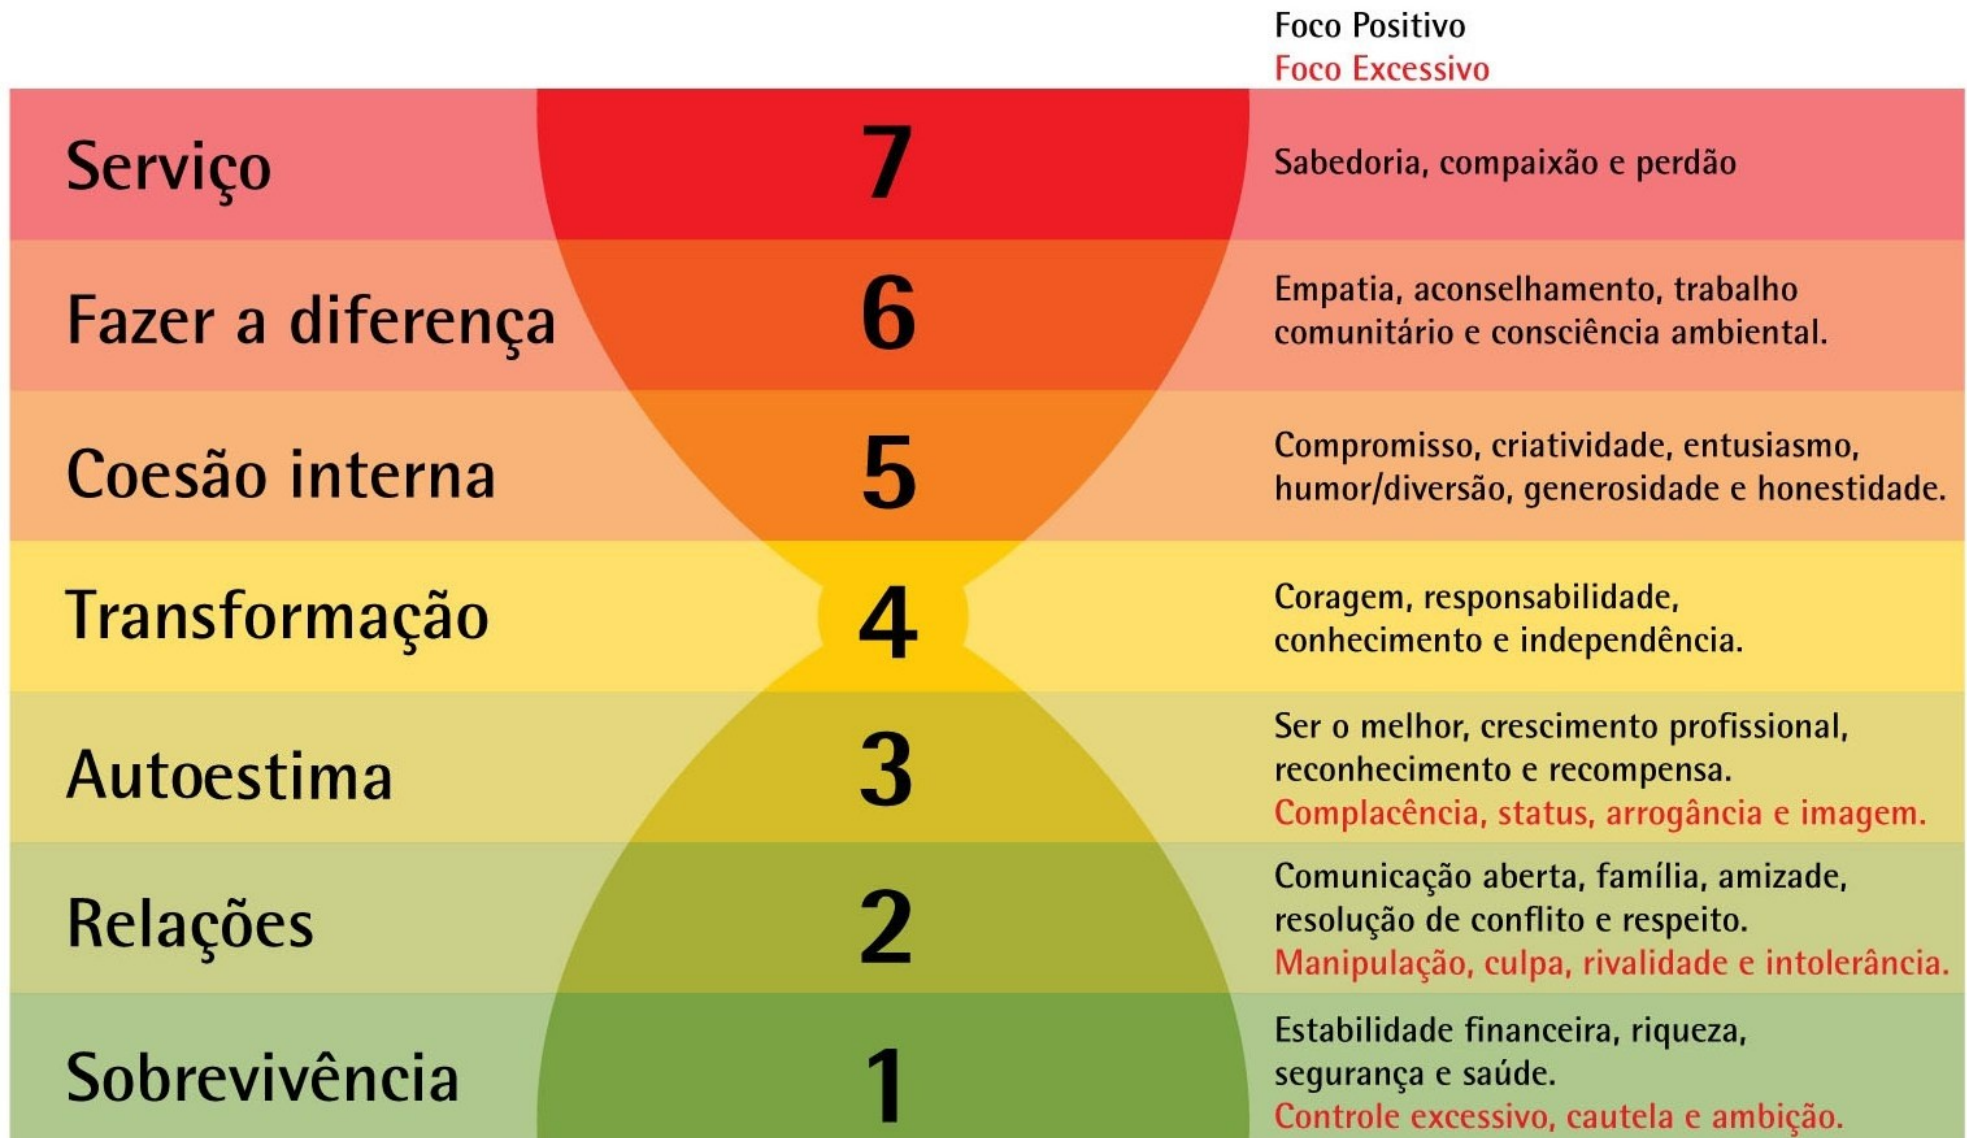 Foco Positivo
Foco Excessivo
Serviço
7
Sabedoria, compaixão e perdão
Fazer a diferença
6
Empatia, aconselhamento, trabalho
comunitário e consciência ambiental.
Coesão interna
5
Compromisso, criatividade, entusiasmo,
humor/diversão, generosidade e honestidade.
Transformação
4
Coragem, responsabilidade,
conhecimento e independência.
Autoestima
3
Ser o melhor, crescimento profissional,
reconhecimento e recompensa.
Complacência, status, arrogância e imagem.
Relações
2
Comunicação aberta, família, amizade,
resolução de conflito e respeito.
Manipulação, culpa, rivalidade e intolerância.
Sobrevivência
1
Estabilidade financeira, riqueza,
segurança e saúde.
Controle excessivo, cautela e ambição.